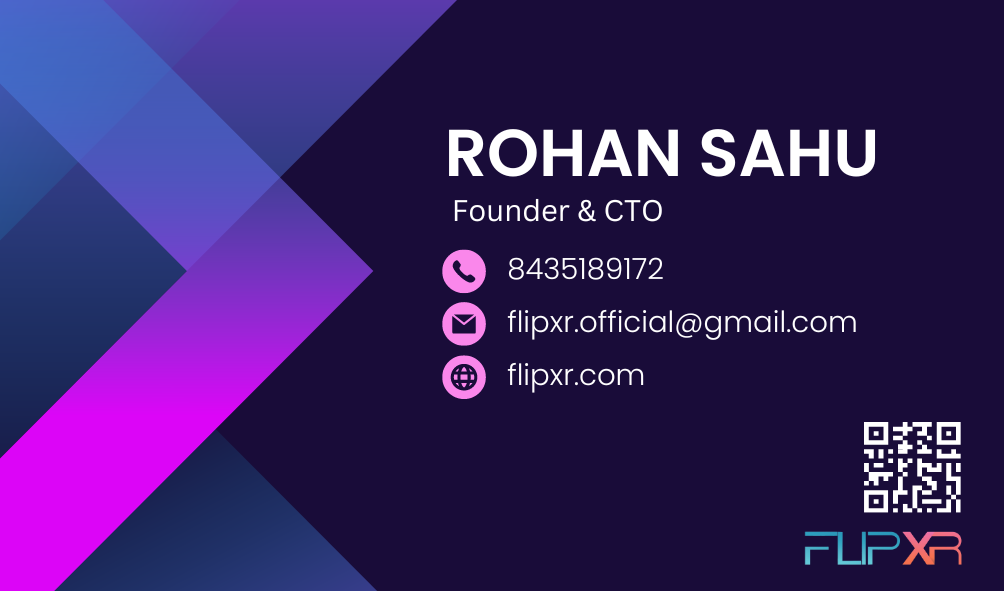 ROHAN SAHU
Founder & CTO
8435189172
flipxr.official@gmail.com
flipxr.com
FLIPXR